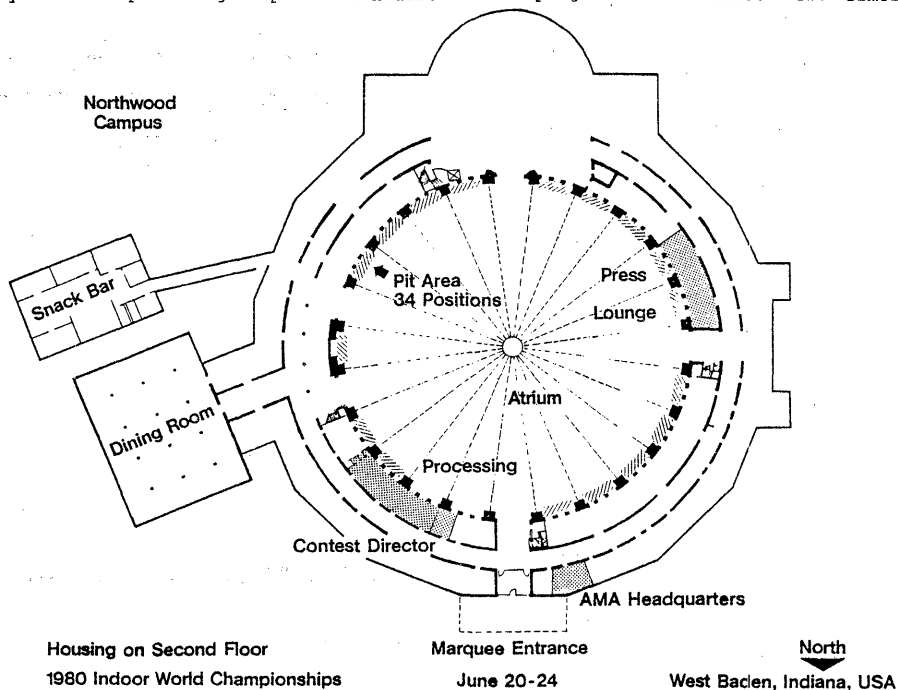 Northwood
Campus
Snack Bar
Pit Area
34 Positions
Press
Lounge
Dining Room
Atrium
Processing
Contest Director
AMA Headquarters
Housing on Second Floor
Marquee Entrance
North
1980 Indoor World Championships
June 20-24
West Baden, Indiana, USA